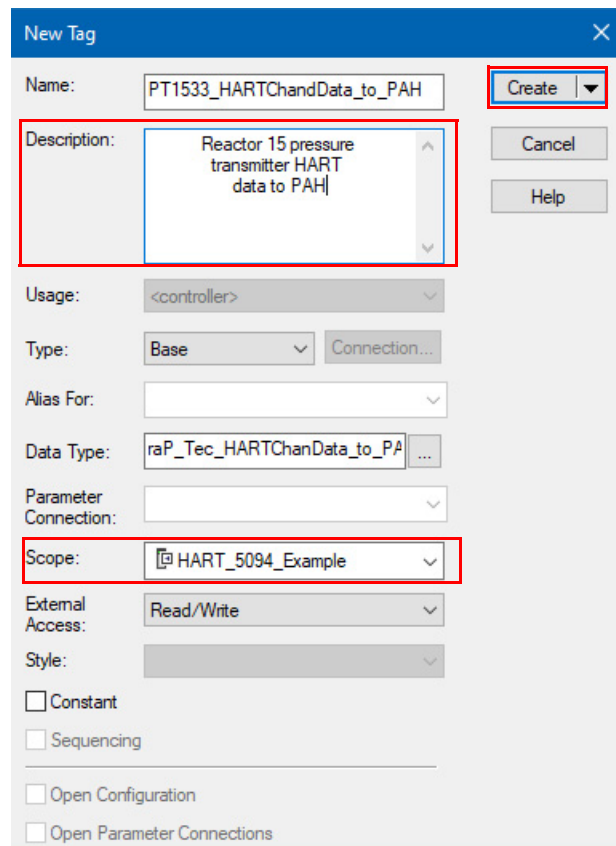 New Tag
Name: PT1533_HARTChandData_to_PAH Create
Description: Reactor 15 pressure
transmitter HART
data to PAH
Cancel
Help
Usage: <controller>
Type: Base Connection...
Alias For:
Data Type: raP_Tec_HARTChanData_to_PA ...
Parameter
Connection:
Scope: HART_5094_Example
External
Access: Read/Write
Style:
Constant
Sequencing
Open Configuration
Open Parameter Connections